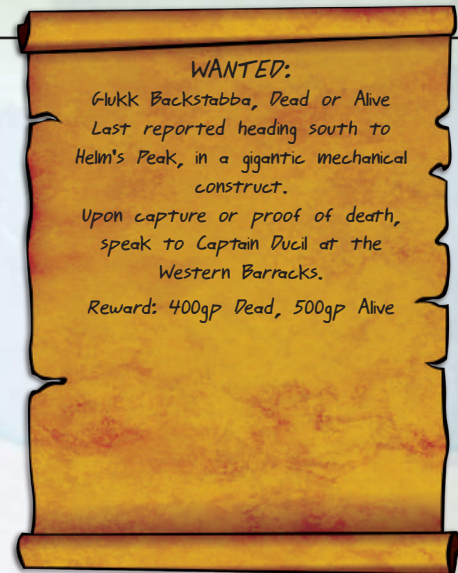 WANTED:
Glukk Backstabba, Dead or Alive
Last reported heading south to
Helm's Peak, in a gigantic mechanical
construct.
Upon capture or proof of death,
speak to Captain Ducil at the
Western Barracks.
Reward: 400gp Dead, 500gp Alive